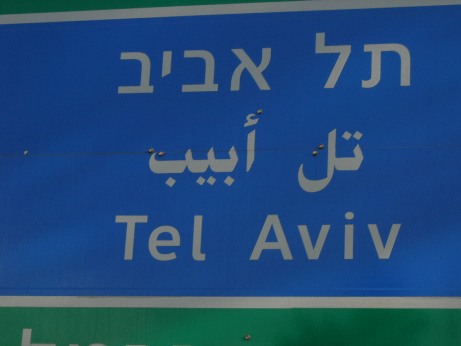 תל אביב
تل أبيب
Tel Aviv